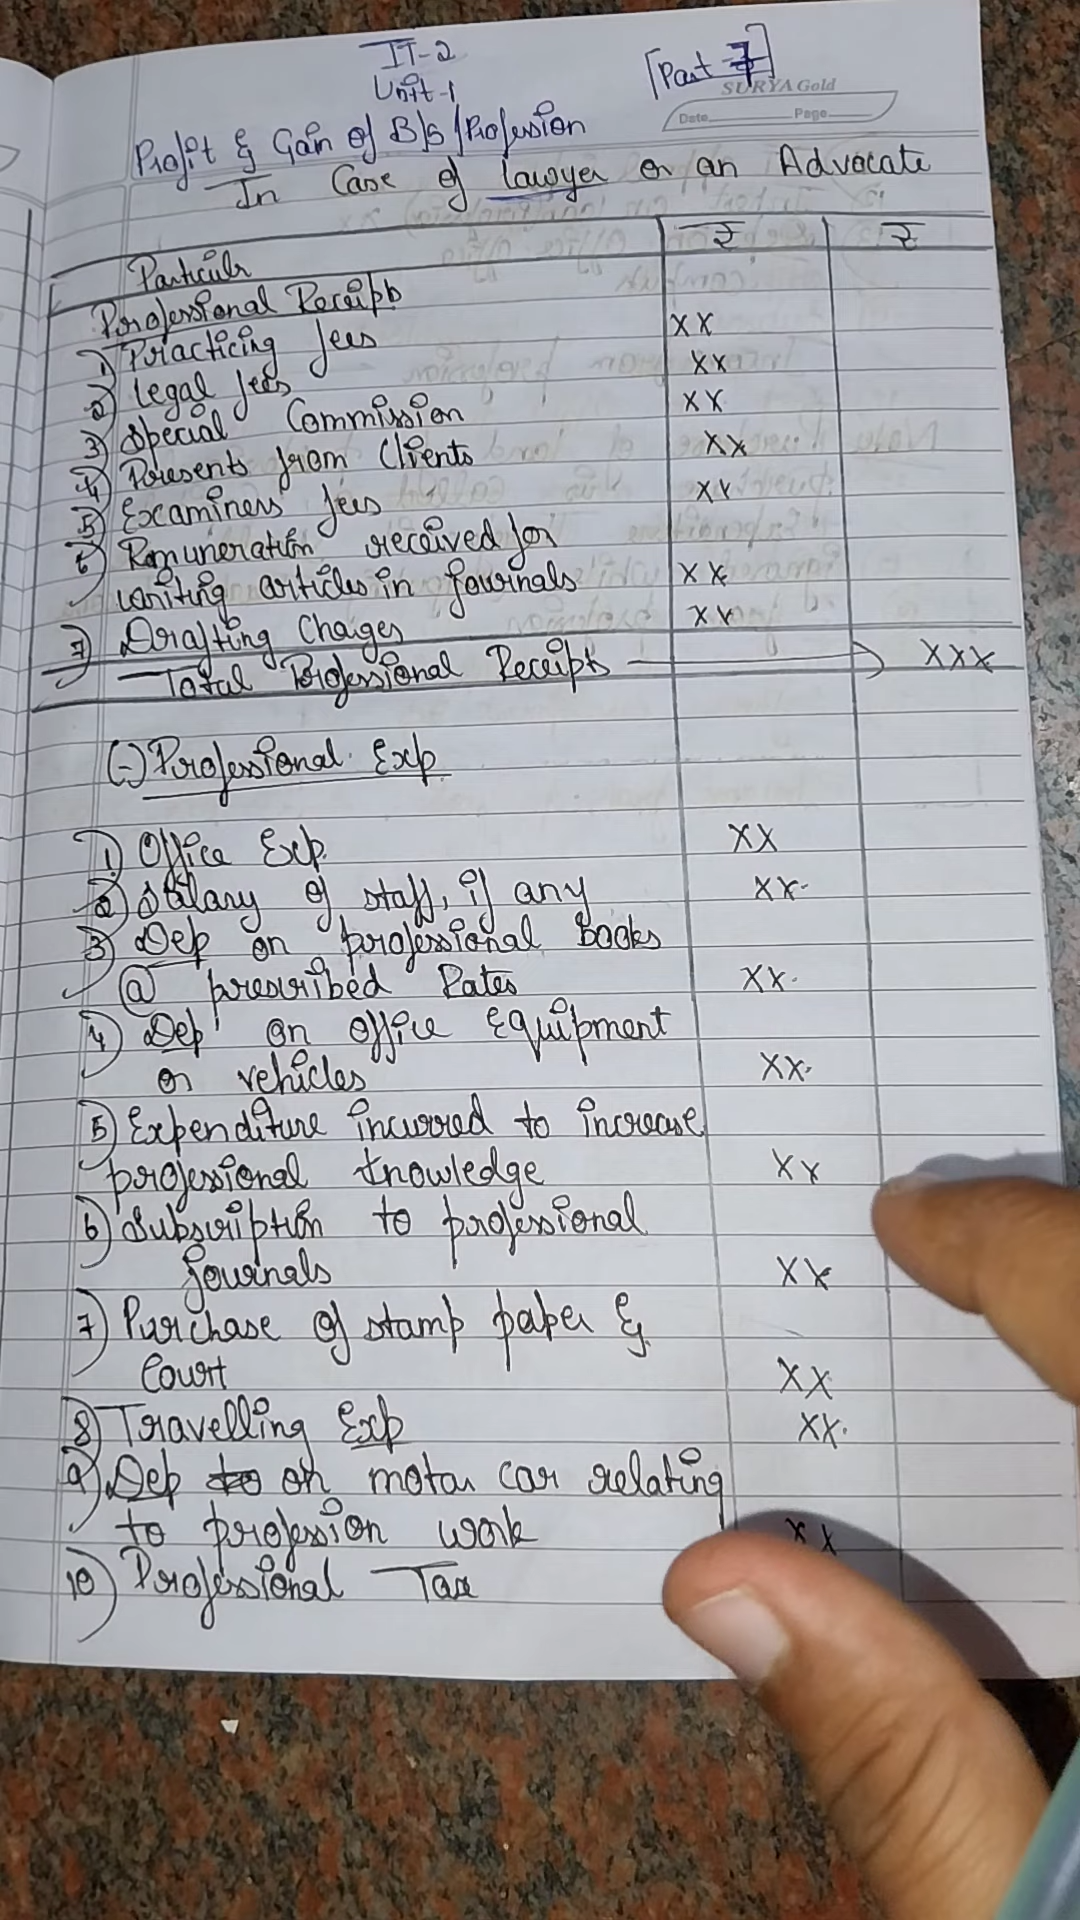 IT-2
Unit-1
[Part-7]
SURYA Gold
Date Page
Profit & Gain of B/s/Profession
In Case of Lawyer or an Advocate
Particulr ₹ ₹
Professional Receipts
1) Practicing fees XX
2) Legal fees XX
3) Special Commission XX
4) Presents from Clients XX
5) Examiners fees XX
6) Remuneration received for
writing articles in Journals XX
7) Drafting Chages XX
Total Professional Receipts XXX
(-) Professional Exp.
1) Office Exp. XX
2) Salary of staff, if any XX.
3) Dep on professional books
@ prescribed Rates XX.
4) Dep on office Equipment
or vehicles XX.
5) Expenditure incurred to increase
professional knowledge XX
6) Subscription to professional
Journals XX
7) Purchase of stamp paper &
Court XX
8) Travelling Exp XX.
9) Dep to on motor car relating
to profession work XX
10) Professional Tax